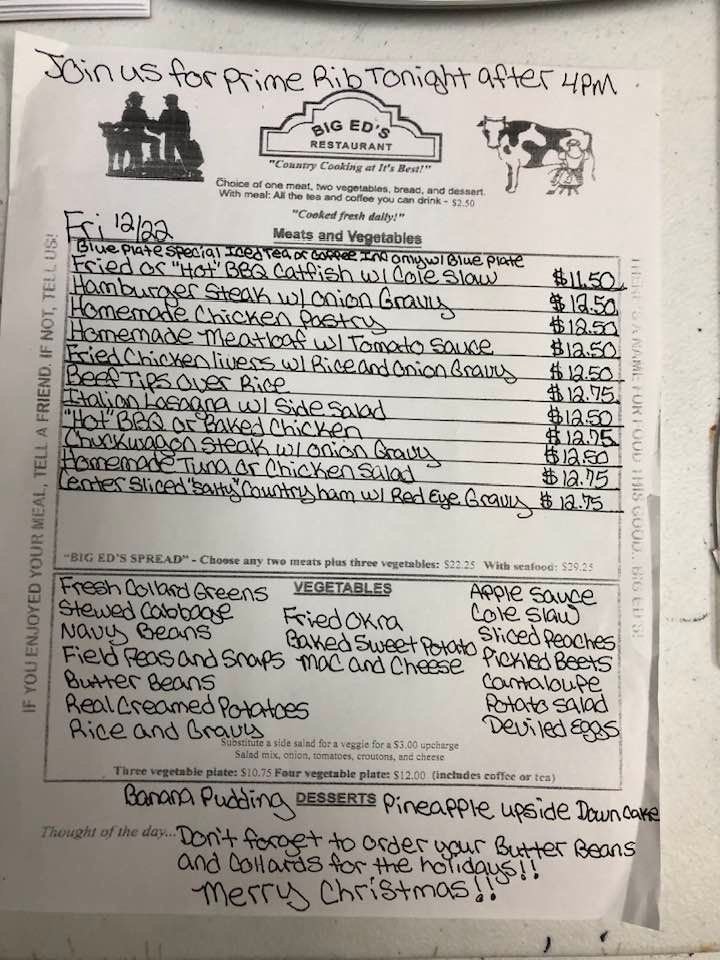 Join us for Prime Rib Tonight after 4PM
BIG ED'S
RESTAURANT
"Country Cooking at It's Best!"
Choice of one meat, two vegetables, bread, and dessert.
With meal: All the tea and coffee you can drink - $2.50
"Cooked fresh daily!"
Fri 12/22
Meats and Vegetables
Blue Plate Special Iced Tea or Coffee Inc only w/ Blue Plate
Fried or "Hot" BBQ Catfish w/ Cole Slaw $11.50
Hamburger Steak w/ Onion Gravy $12.50
Homemade Chicken Pastry $12.50
Homemade Meatloaf w/ Tomato Sauce $12.50
Fried Chicken livers w/ Rice and Onion Gravy $12.50
Beef Tips Over Rice $12.75
Italian Lasagna w/ Side Salad $12.50
"Hot" BBQ or Baked Chicken $12.75
Chuckwagon Steak w/ Onion Gravy $12.50
Homemade Tuna or Chicken Salad $12.75
Center Sliced "Salty" Country ham w/ Red Eye Gravy $12.75
"BIG ED'S SPREAD" - Choose any two meats plus three vegetables: $22.25 With seafood: $29.25
VEGETABLES
Fresh Collard Greens
Stewed Cabbage
Navy Beans
Field Peas and Snaps
Butter Beans
Real Creamed Potatoes
Rice and Gravy
Fried Okra
Baked Sweet Potato
Mac and Cheese
Apple Sauce
Cole Slaw
Sliced Peaches
Pickled Beets
Cantaloupe
Potato Salad
Deviled Eggs
Substitute a side salad for a veggie for a $3.00 upcharge
Salad mix, onion, tomatoes, croutons, and cheese
Three vegetable plate: $10.75 Four vegetable plate: $12.00 (includes coffee or tea)
Banana Pudding DESSERTS Pineapple upside Down Cake
Thought of the day... Don't forget to order your Butter Beans
and Collards for the holidays!!
Merry Christmas!!
IF YOU ENJOYED YOUR MEAL, TELL A FRIEND. IF NOT, TELL US!
THERE'S A NAME FOR FOOD THIS GOOD. BIG ED'S!